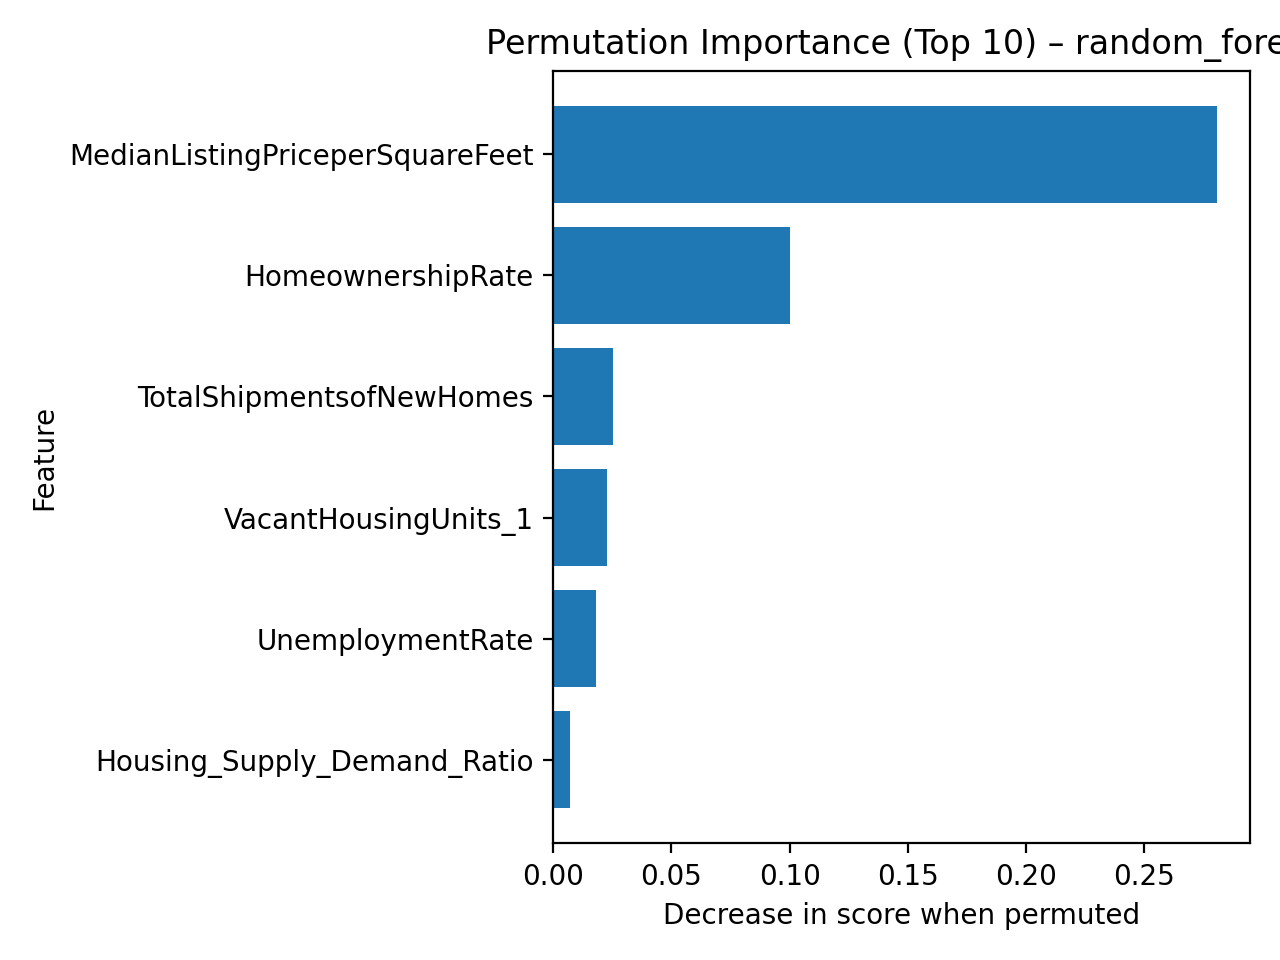 Permutation Importance (Top 10) – random_fore
MedianListingPriceperSquareFeet
HomeownershipRate
TotalShipmentsofNewHomes
VacantHousingUnits_1
UnemploymentRate
Housing_Supply_Demand_Ratio
Feature
0.00 0.05 0.10 0.15 0.20 0.25
Decrease in score when permuted